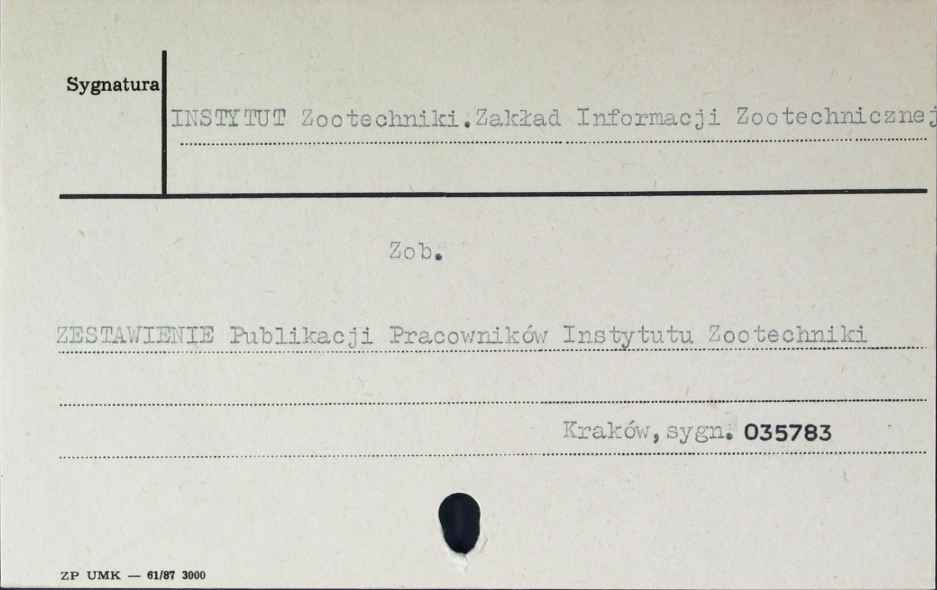 Sygnatura
INSTYTUT Zootechniki.Zakład Informacji Zootechnicznej
Zob.
ZESTAWIENIE Publikacji Pracowników Instytutu Zootechniki
Kraków, sygn. 035783
ZP UMK — 61/87 3000